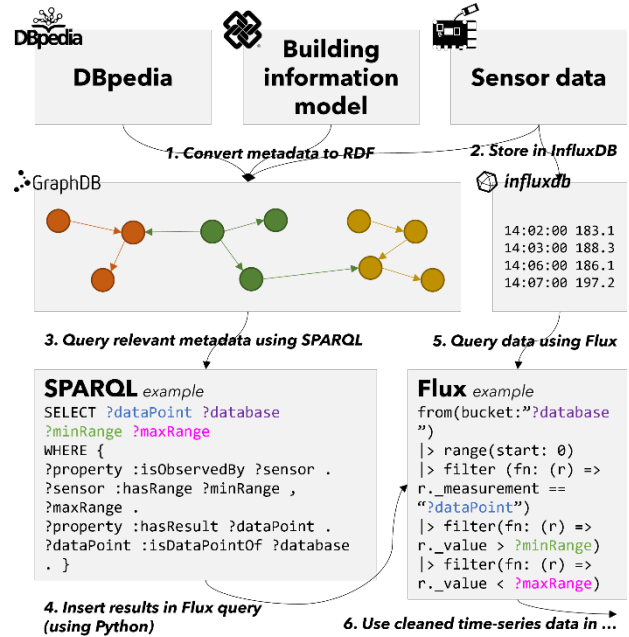 DBpedia
DBpedia
Building
information
model
Sensor data
1. Convert metadata to RDF
2. Store in InfluxDB
GraphDB
influxdb
14:02:00 183.1
14:03:00 188.3
14:06:00 186.1
14:07:00 197.2
3. Query relevant metadata using SPARQL
5. Query data using Flux
SPARQL example
SELECT ?dataPoint ?database
?minRange ?maxRange
WHERE {
?property :isObservedBy ?sensor .
?sensor :hasRange ?minRange ,
?maxRange .
?property :hasResult ?dataPoint .
?dataPoint :isDataPointOf ?database
. }
Flux example
from(bucket:”?database
”)
|> range(start: 0)
|> filter (fn: (r) =>
r._measurement ==
“?dataPoint”)
|> filter(fn: (r) =>
r._value > ?minRange)
|> filter(fn: (r) =>
r._value < ?maxRange)
4. Insert results in Flux query
(using Python)
6. Use cleaned time-series data in ...